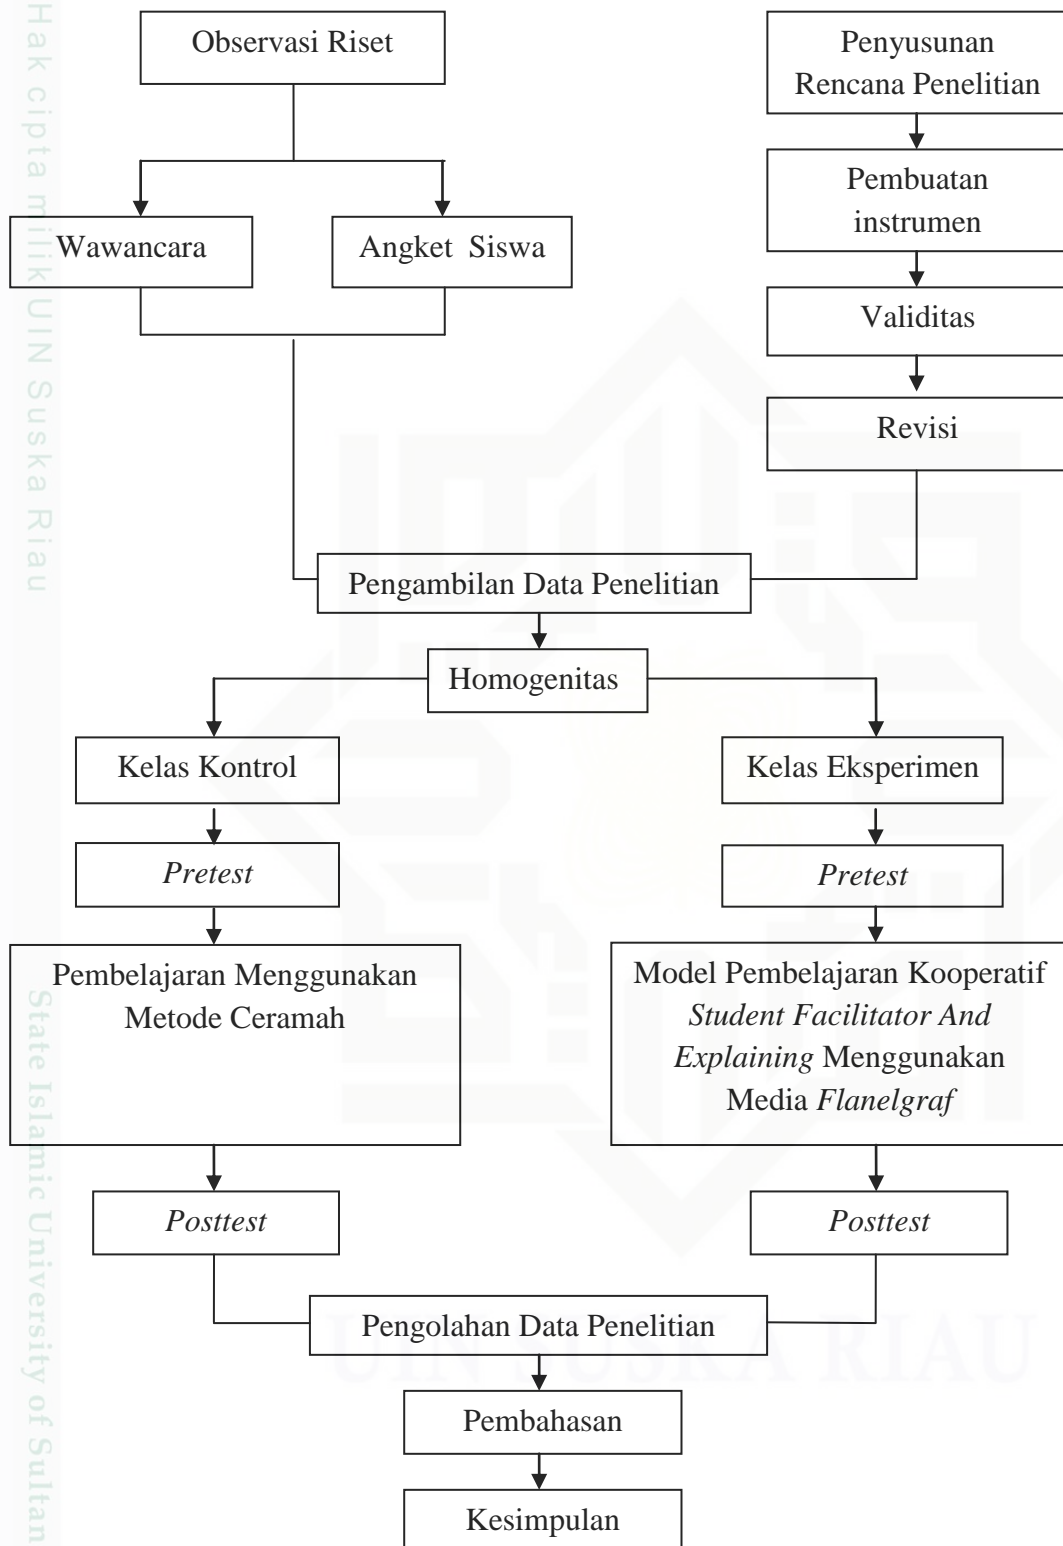 Hak cipta milik UIN Suska Riau
State Islamic University of Sultan
Observasi Riset
Penyusunan
Rencana Penelitian
Pembuatan
instrumen
Wawancara
Angket  Siswa
Validitas
Revisi
Pengambilan Data Penelitian
Homogenitas
Kelas Kontrol
Kelas Eksperimen
Pretest
Pretest
Pembelajaran Menggunakan
Metode Ceramah
Model Pembelajaran Kooperatif
Student Facilitator And
Explaining Menggunakan
Media Flanelgraf
Posttest
Posttest
Pengolahan Data Penelitian
UIN SUSKA RIAU
Pembahasan
Kesimpulan